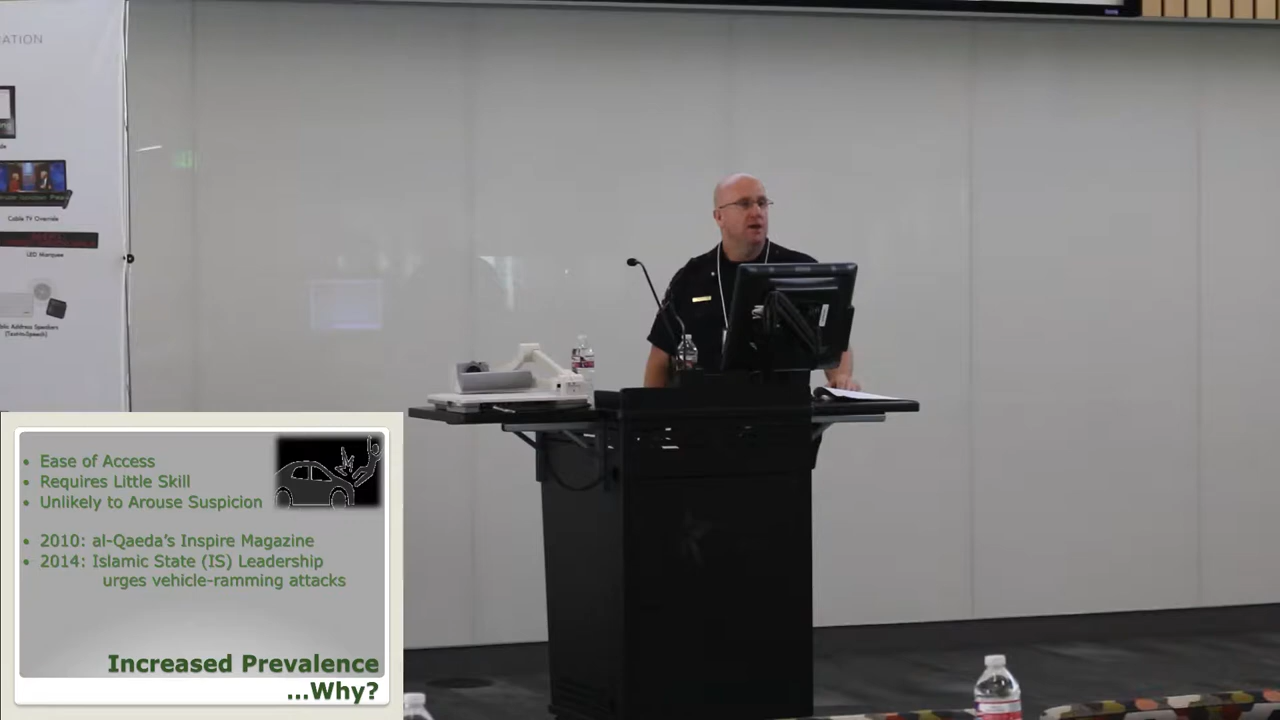 ATION
Cable TV Override
LED Marquee
Public Address Speakers
(Text-to-Speech)
• Ease of Access
• Requires Little Skill
• Unlikely to Arouse Suspicion
• 2010: al-Qaeda's Inspire Magazine
• 2014: Islamic State (IS) Leadership
urges vehicle-ramming attacks
Increased Prevalence
...Why?